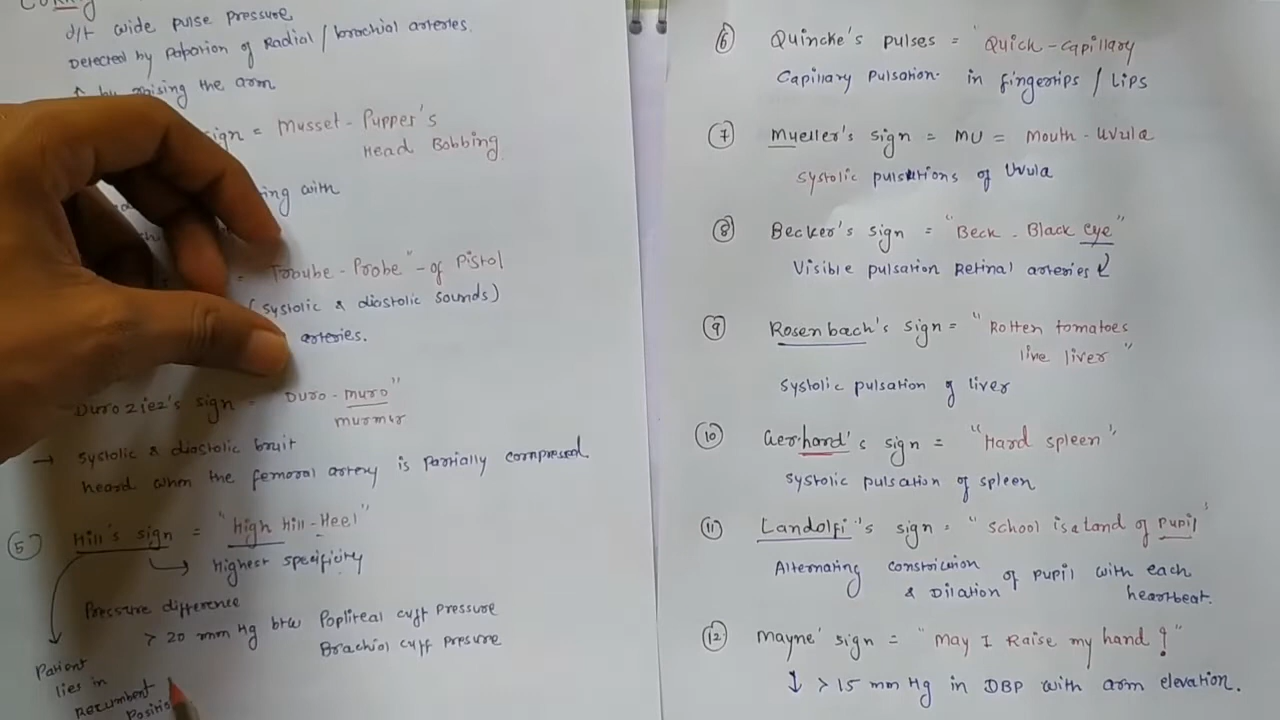 d/t wide pulse pressure
Detected by Papation of Radial / brachial arteries.
↑ by raising the arm
sign = Musset - Pupper's
Head Bobbing
ing with
= Traube - Probe" - of Pistol
(systolic & diastolic sounds)
arteries.
Duroziez's sign = Duro - muro"
murmur
→ systolic & diastolic bruit
heard when the femoral artery is Partially compressed
⑤ Hill's sign = "High Hill - Heel"
→ Highest specificity
Pressure difference
> 20 mm Hg btw Popliteal cuff pressure
Brachial cuff pressure
Patient
lies in
Recumbent
Positio
⑥ Quincke's pulses = "Quick - capillary
Capillary Pulsation. in fingertips / Lips
⑦ Mueller's sign = MU = Mouth - Uvula
systolic pulsations of Uvula
⑧ Becker's sign = "Beck - Black eye"
Visible pulsation Retinal arteries
⑨ Rosenbach's sign = "Rotten tomatoes
live liver"
systolic pulsation of liver
⑩ Gerhand's sign = "Hard spleen"
systolic pulsation of spleen
⑪ Landolfi's sign = "School is a land of pupil'
Alternating constriction
& Dilation of pupil with each
heartbeat.
⑫ Mayne' sign = "May I Raise my hand?"
↓ > 15 mm Hg in DBP with arm elevation.